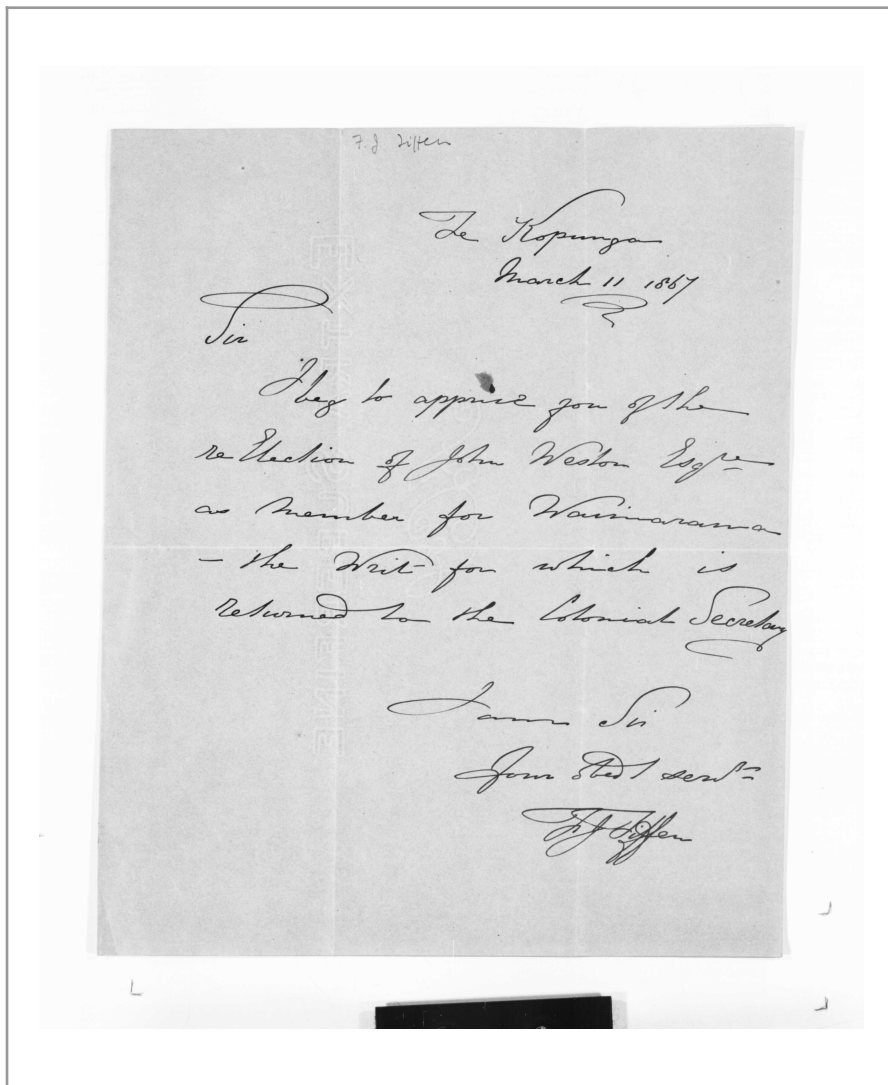 F. J Tiffen
Te Kopunga
March 11 1867
Sir
I beg to apprise you of the
re Election of John Weston Esqre
as Member for Waimarama
– the Writ for which is
returned to the Colonial Secretary
I am Sir
Your Obedt servt
F J Tiffen